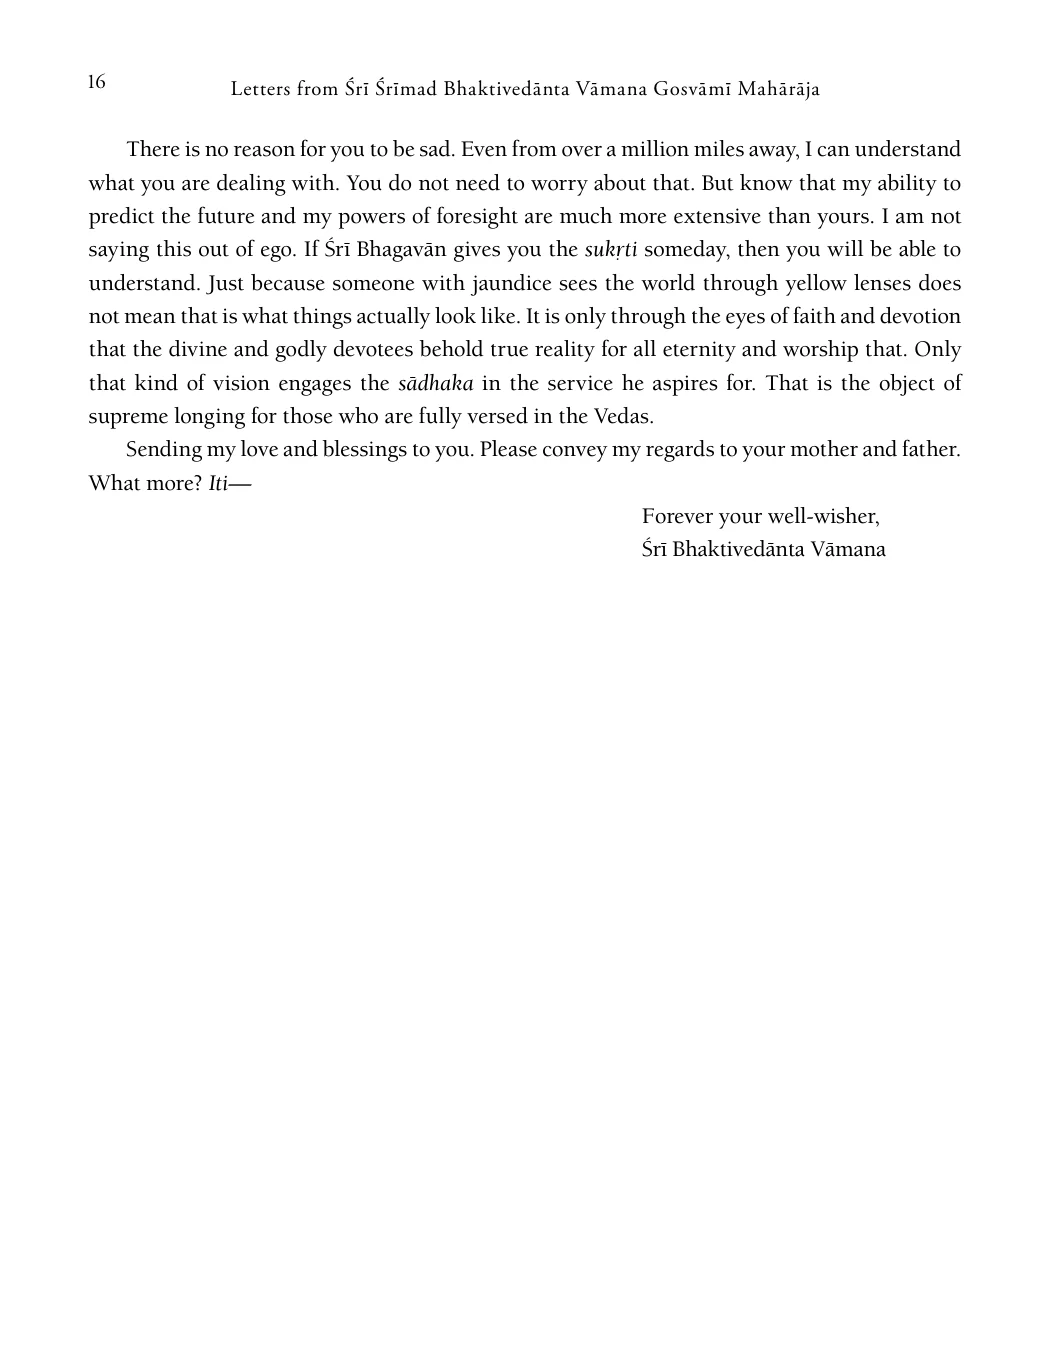 16
Letters from Śrī Śrīmad Bhaktivedānta Vāmana Gosvāmī Mahārāja
There is no reason for you to be sad. Even from over a million miles away, I can understand
what you are dealing with. You do not need to worry about that. But know that my ability to
predict the future and my powers of foresight are much more extensive than yours. I am not
saying this out of ego. If Śrī Bhagavān gives you the sukṛti someday, then you will be able to
understand. Just because someone with jaundice sees the world through yellow lenses does
not mean that is what things actually look like. It is only through the eyes of faith and devotion
that the divine and godly devotees behold true reality for all eternity and worship that. Only
that kind of vision engages the sādhaka in the service he aspires for. That is the object of
supreme longing for those who are fully versed in the Vedas.
Sending my love and blessings to you. Please convey my regards to your mother and father.
What more? Iti—
Forever your well-wisher,
Śrī Bhaktivedānta Vāmana